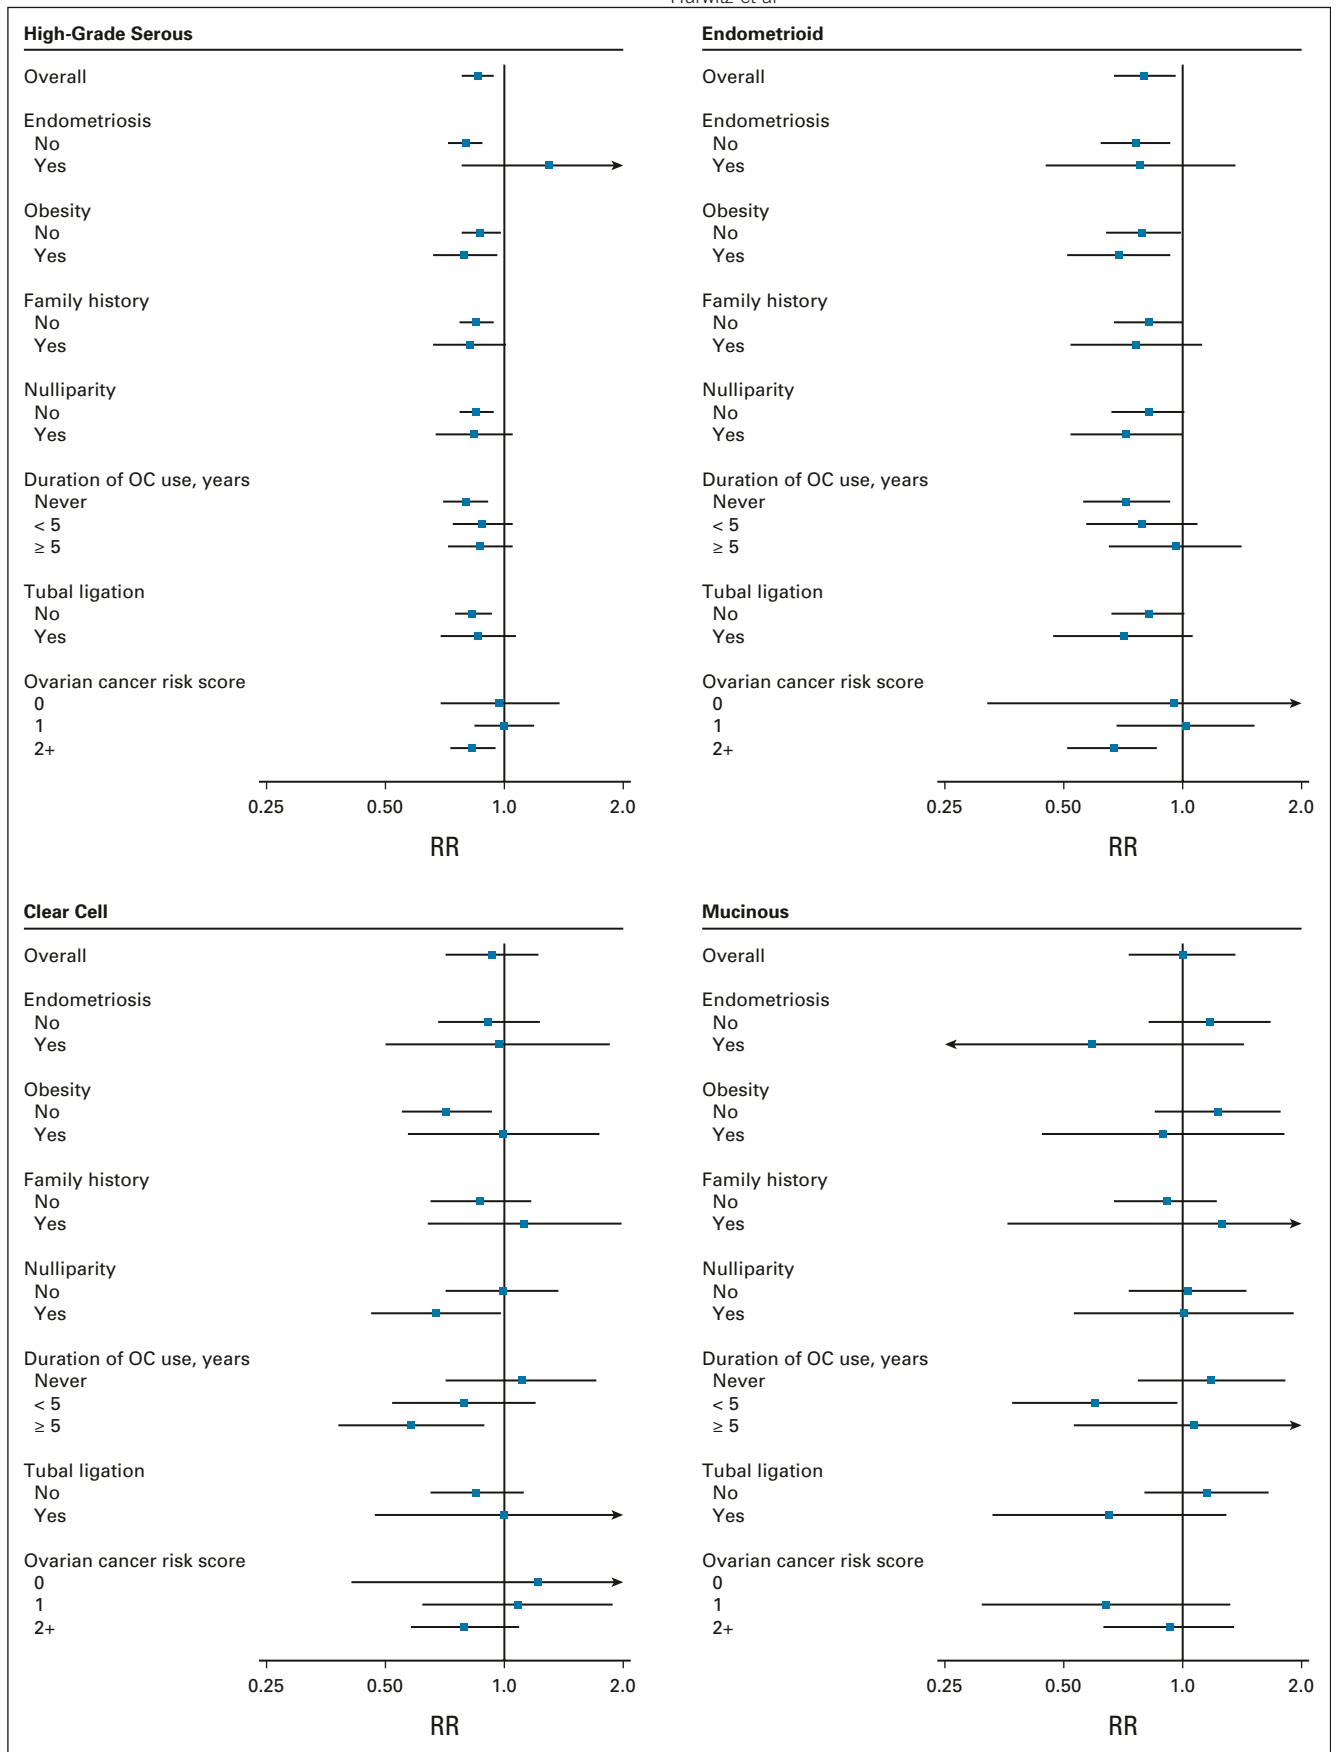 Hurwitz et al
High-Grade Serous
Overall
Endometriosis
No
Yes
Obesity
No
Yes
Family history
No
Yes
Nulliparity
No
Yes
Duration of OC use, years
Never
< 5
≥ 5
Tubal ligation
No
Yes
Ovarian cancer risk score
0
1
2+
0.25 0.50 1.0 2.0
RR
Endometrioid
Overall
Endometriosis
No
Yes
Obesity
No
Yes
Family history
No
Yes
Nulliparity
No
Yes
Duration of OC use, years
Never
< 5
≥ 5
Tubal ligation
No
Yes
Ovarian cancer risk score
0
1
2+
0.25 0.50 1.0 2.0
RR
Clear Cell
Overall
Endometriosis
No
Yes
Obesity
No
Yes
Family history
No
Yes
Nulliparity
No
Yes
Duration of OC use, years
Never
< 5
≥ 5
Tubal ligation
No
Yes
Ovarian cancer risk score
0
1
2+
0.25 0.50 1.0 2.0
RR
Mucinous
Overall
Endometriosis
No
Yes
Obesity
No
Yes
Family history
No
Yes
Nulliparity
No
Yes
Duration of OC use, years
Never
< 5
≥ 5
Tubal ligation
No
Yes
Ovarian cancer risk score
0
1
2+
0.25 0.50 1.0 2.0
RR